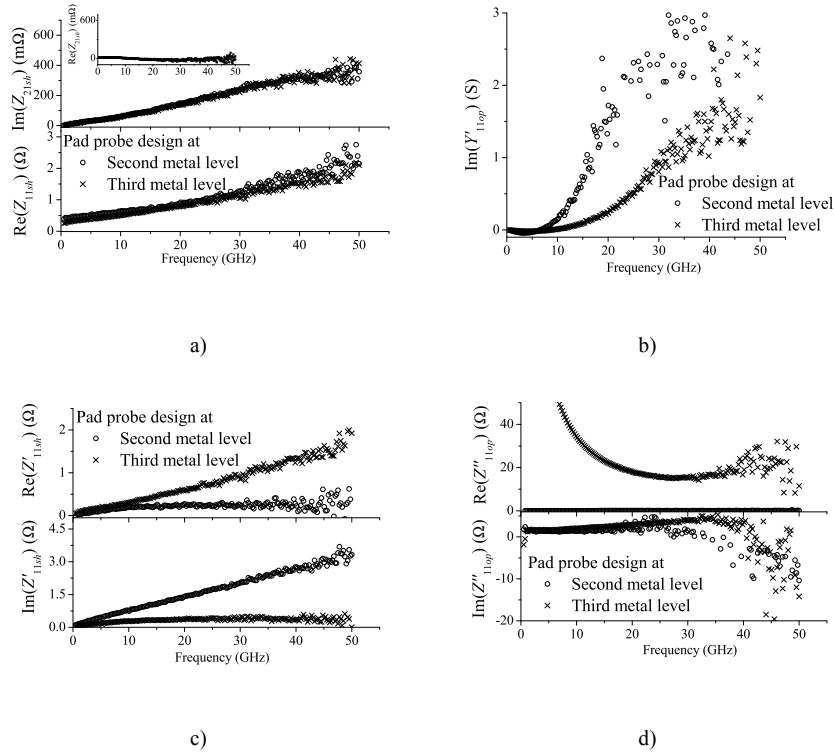 600
0
Re(Z21sh) (mΩ)
0 10 20 30 40 50
Im(Z21sh) (mΩ)
600
400
200
0
Pad probe design at
Second metal level
Third metal level
Re(Z11sh) (Ω)
3
2
1
0
0 10 20 30 40 50
Frequency (GHz)
a)
Im(Y'11op) (S)
3
2
1
0
Pad probe design at
Second metal level
Third metal level
0 10 20 30 40 50
Frequency (GHz)
b)
Re(Z'11sh) (Ω)
2
1
0
Pad probe design at
Second metal level
Third metal level
Im(Z'11sh) (Ω)
4.5
3.0
1.5
0.0
0 10 20 30 40 50
Frequency (GHz)
c)
Re(Z''11op) (Ω)
40
20
0
Im(Z''11op) (Ω)
0
-10
-20
Pad probe design at
Second metal level
Third metal level
0 10 20 30 40 50
Frequency (GHz)
d)